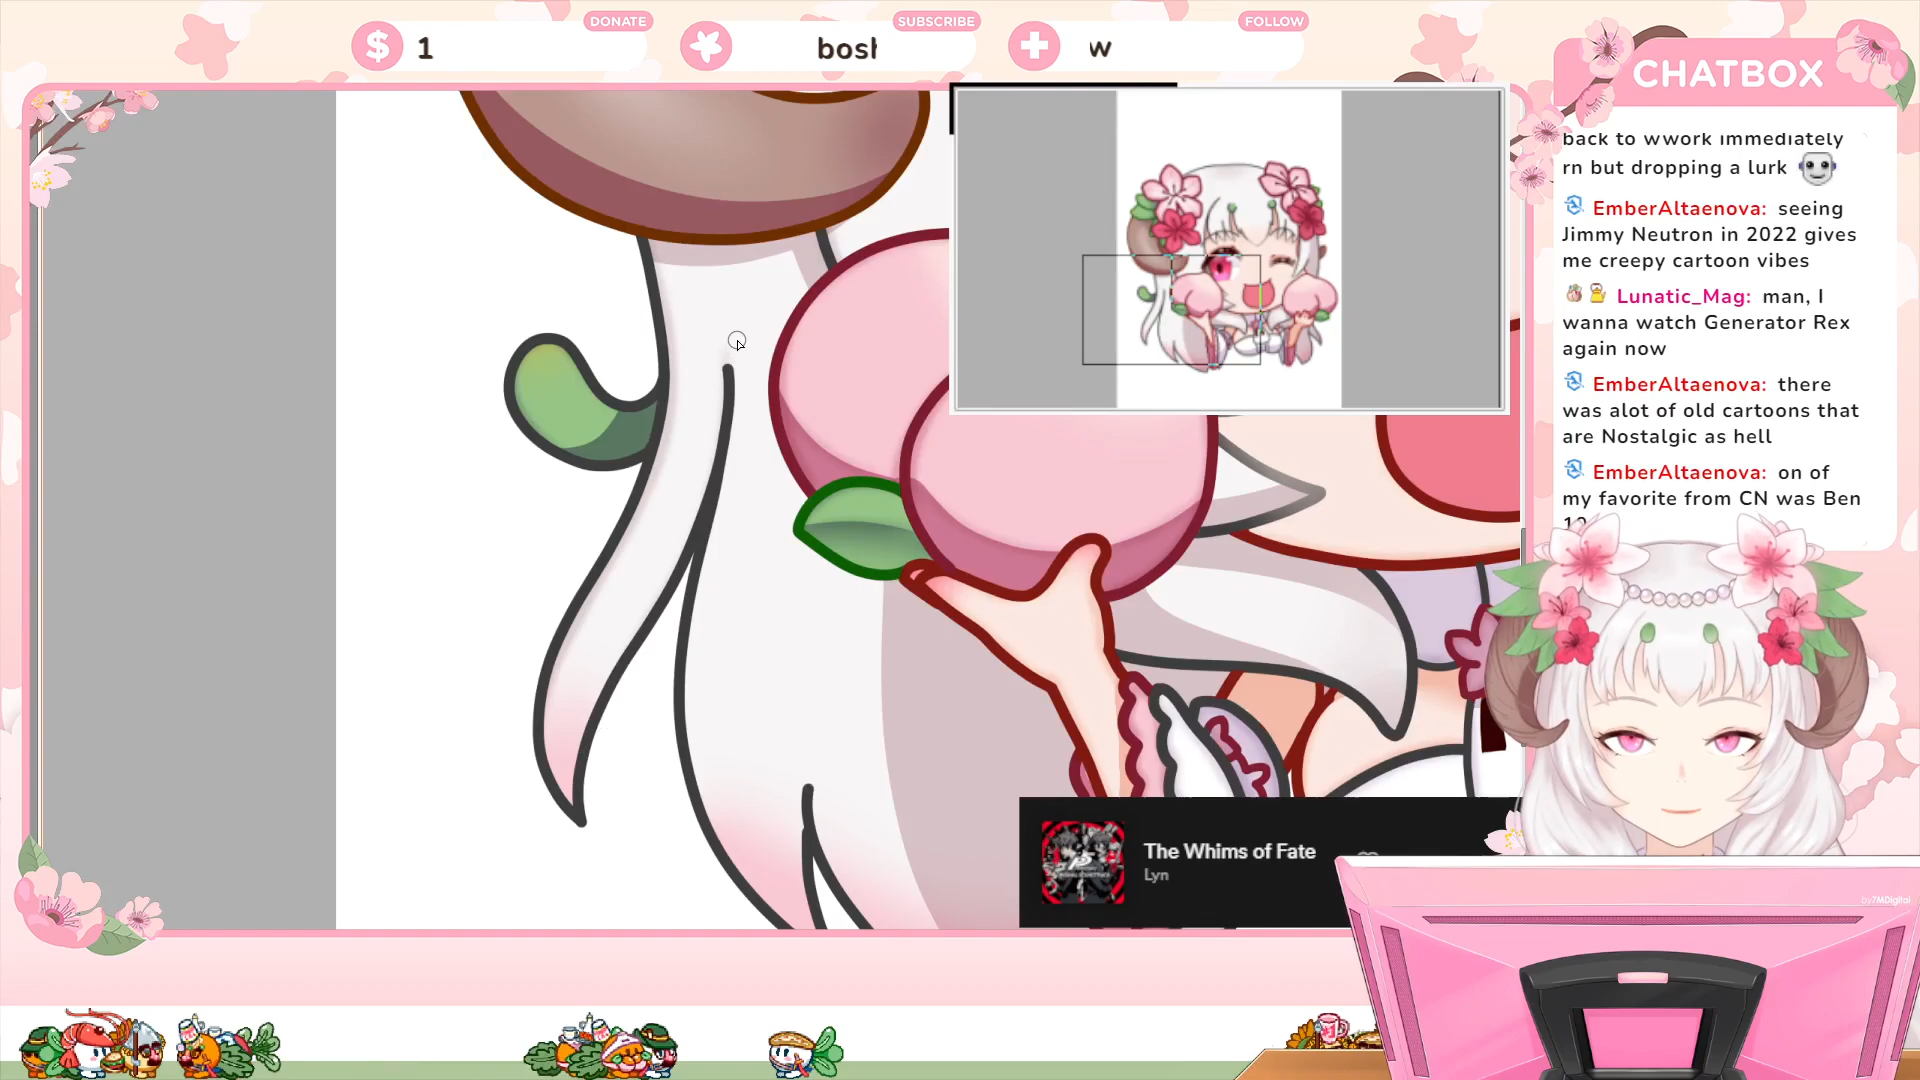 DONATE
SUBSCRIBE
FOLLOW
$ 1
bosh
w
CHATBOX
back to wwork immediately
rn but dropping a lurk
EmberAltaenova: seeing
Jimmy Neutron in 2022 gives
me creepy cartoon vibes
Lunatic_Mag: man, I
wanna watch Generator Rex
again now
EmberAltaenova: there
was alot of old cartoons that
are Nostalgic as hell
EmberAltaenova: on of
my favorite from CN was Ben
10
The Whims of Fate
Lyn
by7MDigital